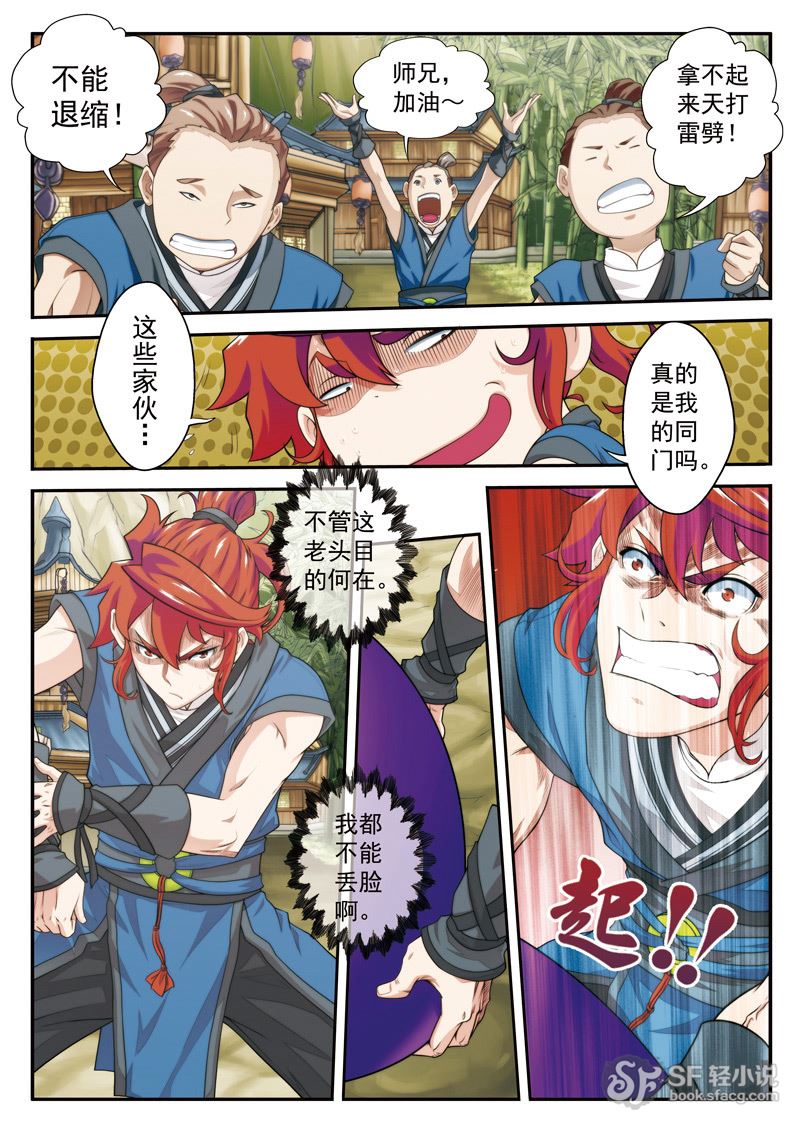 不能
退缩！
师兄，
加油～
拿不起
来天打
雷劈！
这些家伙…
真的
是我
的同
门吗。
不管这
老头目
的何在。
我都
不能
丢脸
啊。
起!!
SF轻小说
book.sfacg.com